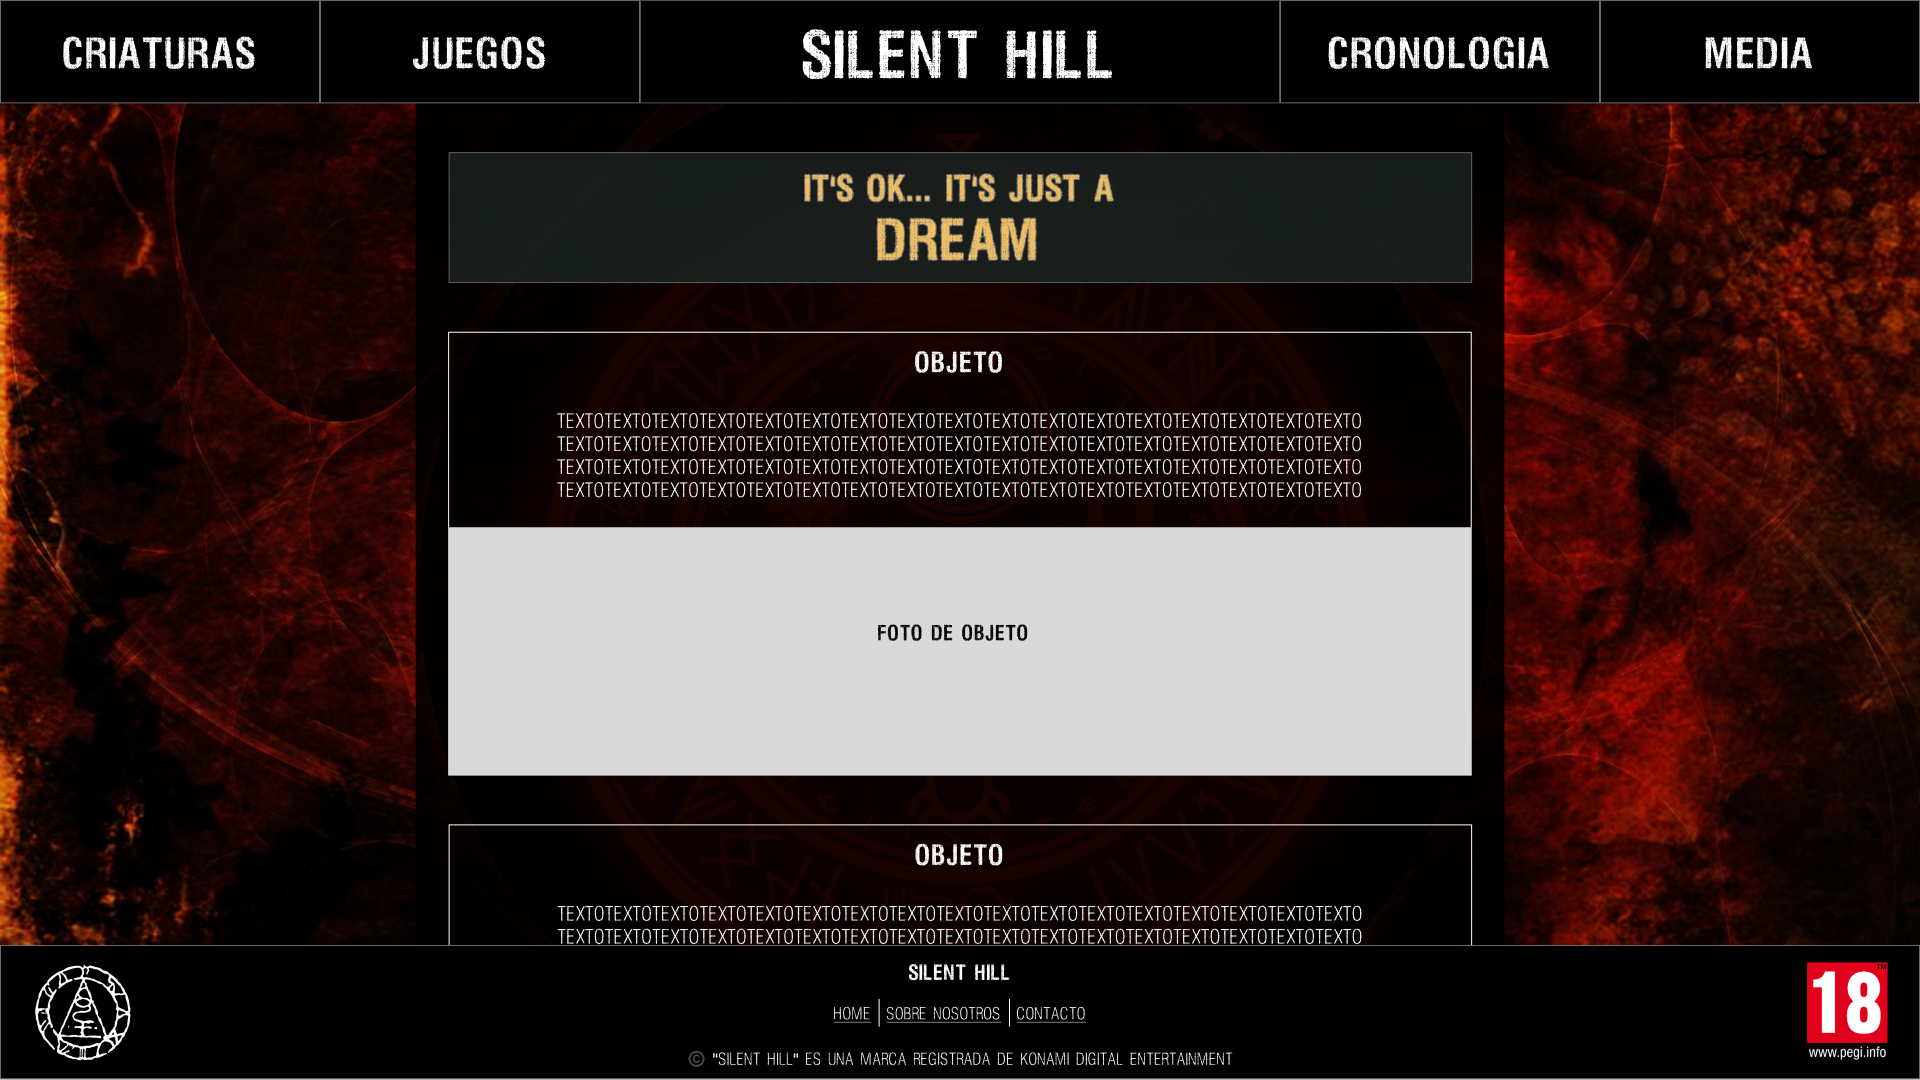 CRIATURAS
JUEGOS
SILENT HILL
CRONOLOGIA
MEDIA
IT'S OK... IT'S JUST A
DREAM
OBJETO
TEXTOTEXTOTEXTOTEXTOTEXTOTEXTOTEXTOTEXTOTEXTOTEXTOTEXTOTEXTOTEXTOTEXTOTEXTOTEXTOTEXTO
TEXTOTEXTOTEXTOTEXTOTEXTOTEXTOTEXTOTEXTOTEXTOTEXTOTEXTOTEXTOTEXTOTEXTOTEXTOTEXTOTEXTO
TEXTOTEXTOTEXTOTEXTOTEXTOTEXTOTEXTOTEXTOTEXTOTEXTOTEXTOTEXTOTEXTOTEXTOTEXTOTEXTOTEXTO
TEXTOTEXTOTEXTOTEXTOTEXTOTEXTOTEXTOTEXTOTEXTOTEXTOTEXTOTEXTOTEXTOTEXTOTEXTOTEXTOTEXTO
FOTO DE OBJETO
OBJETO
TEXTOTEXTOTEXTOTEXTOTEXTOTEXTOTEXTOTEXTOTEXTOTEXTOTEXTOTEXTOTEXTOTEXTOTEXTOTEXTOTEXTO
TEXTOTEXTOTEXTOTEXTOTEXTOTEXTOTEXTOTEXTOTEXTOTEXTOTEXTOTEXTOTEXTOTEXTOTEXTOTEXTOTEXTO
SILENT HILL
HOME | SOBRE NOSOTROS | CONTACTO
© "SILENT HILL" ES UNA MARCA REGISTRADA DE KONAMI DIGITAL ENTERTAINMENT
18™
www.pegi.info